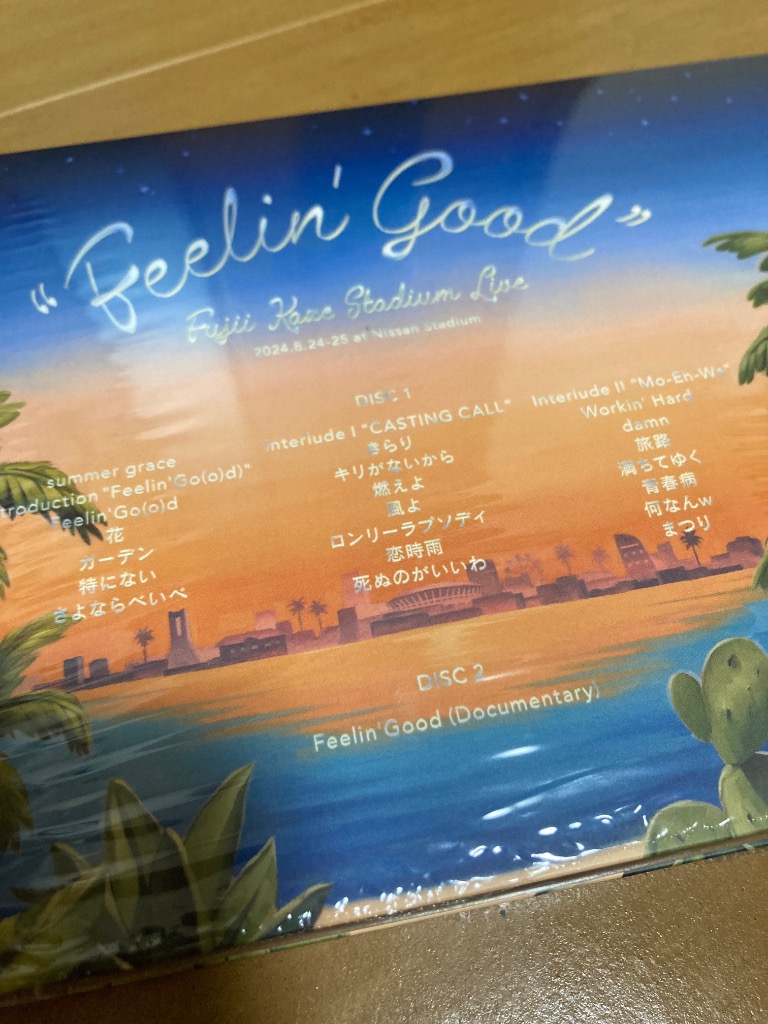 "Feelin' Good"
Fujii Kaze Stadium Live
2024.8.24-25 at Nissan Stadium
DISC 1
summer grace
troduction "Feelin'Go(o)d"
Feelin'Go(o)d
花
ガーデン
特にない
さよならべいべ
Interlude I "CASTING CALL"
きらり
キリがないから
燃えよ
風よ
ロンリーラプソディ
恋時雨
死ぬのがいいわ
Interlude II "Mo-Eh-Wa"
Workin' Hard
damn
旅路
満ちてゆく
青春病
何なんw
まつり
DISC 2
Feelin'Good (Documentary)